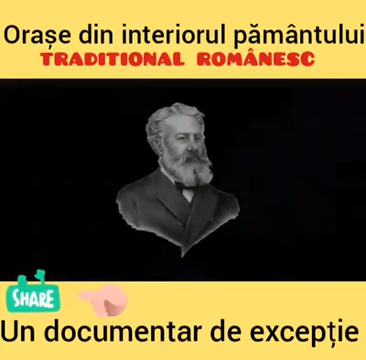 Orașe din interiorul pământului
TRADITIONAL ROMÂNESC
SHARE
Un documentar de excepție